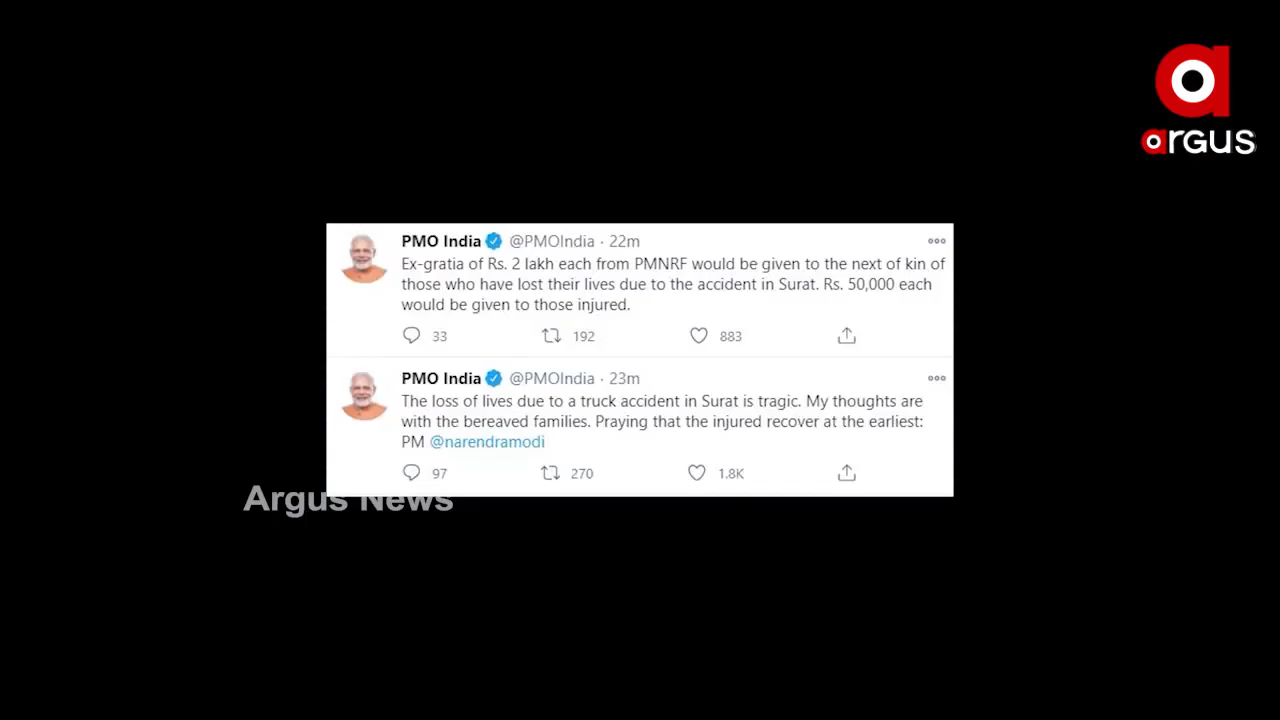 a
argus
PMO India @PMOIndia · 22m
Ex-gratia of Rs. 2 lakh each from PMNRF would be given to the next of kin of
those who have lost their lives due to the accident in Surat. Rs. 50,000 each
would be given to those injured.
33 192 883
PMO India @PMOIndia · 23m
The loss of lives due to a truck accident in Surat is tragic. My thoughts are
with the bereaved families. Praying that the injured recover at the earliest:
PM @narendramodi
97 270 1.8K
Argus News